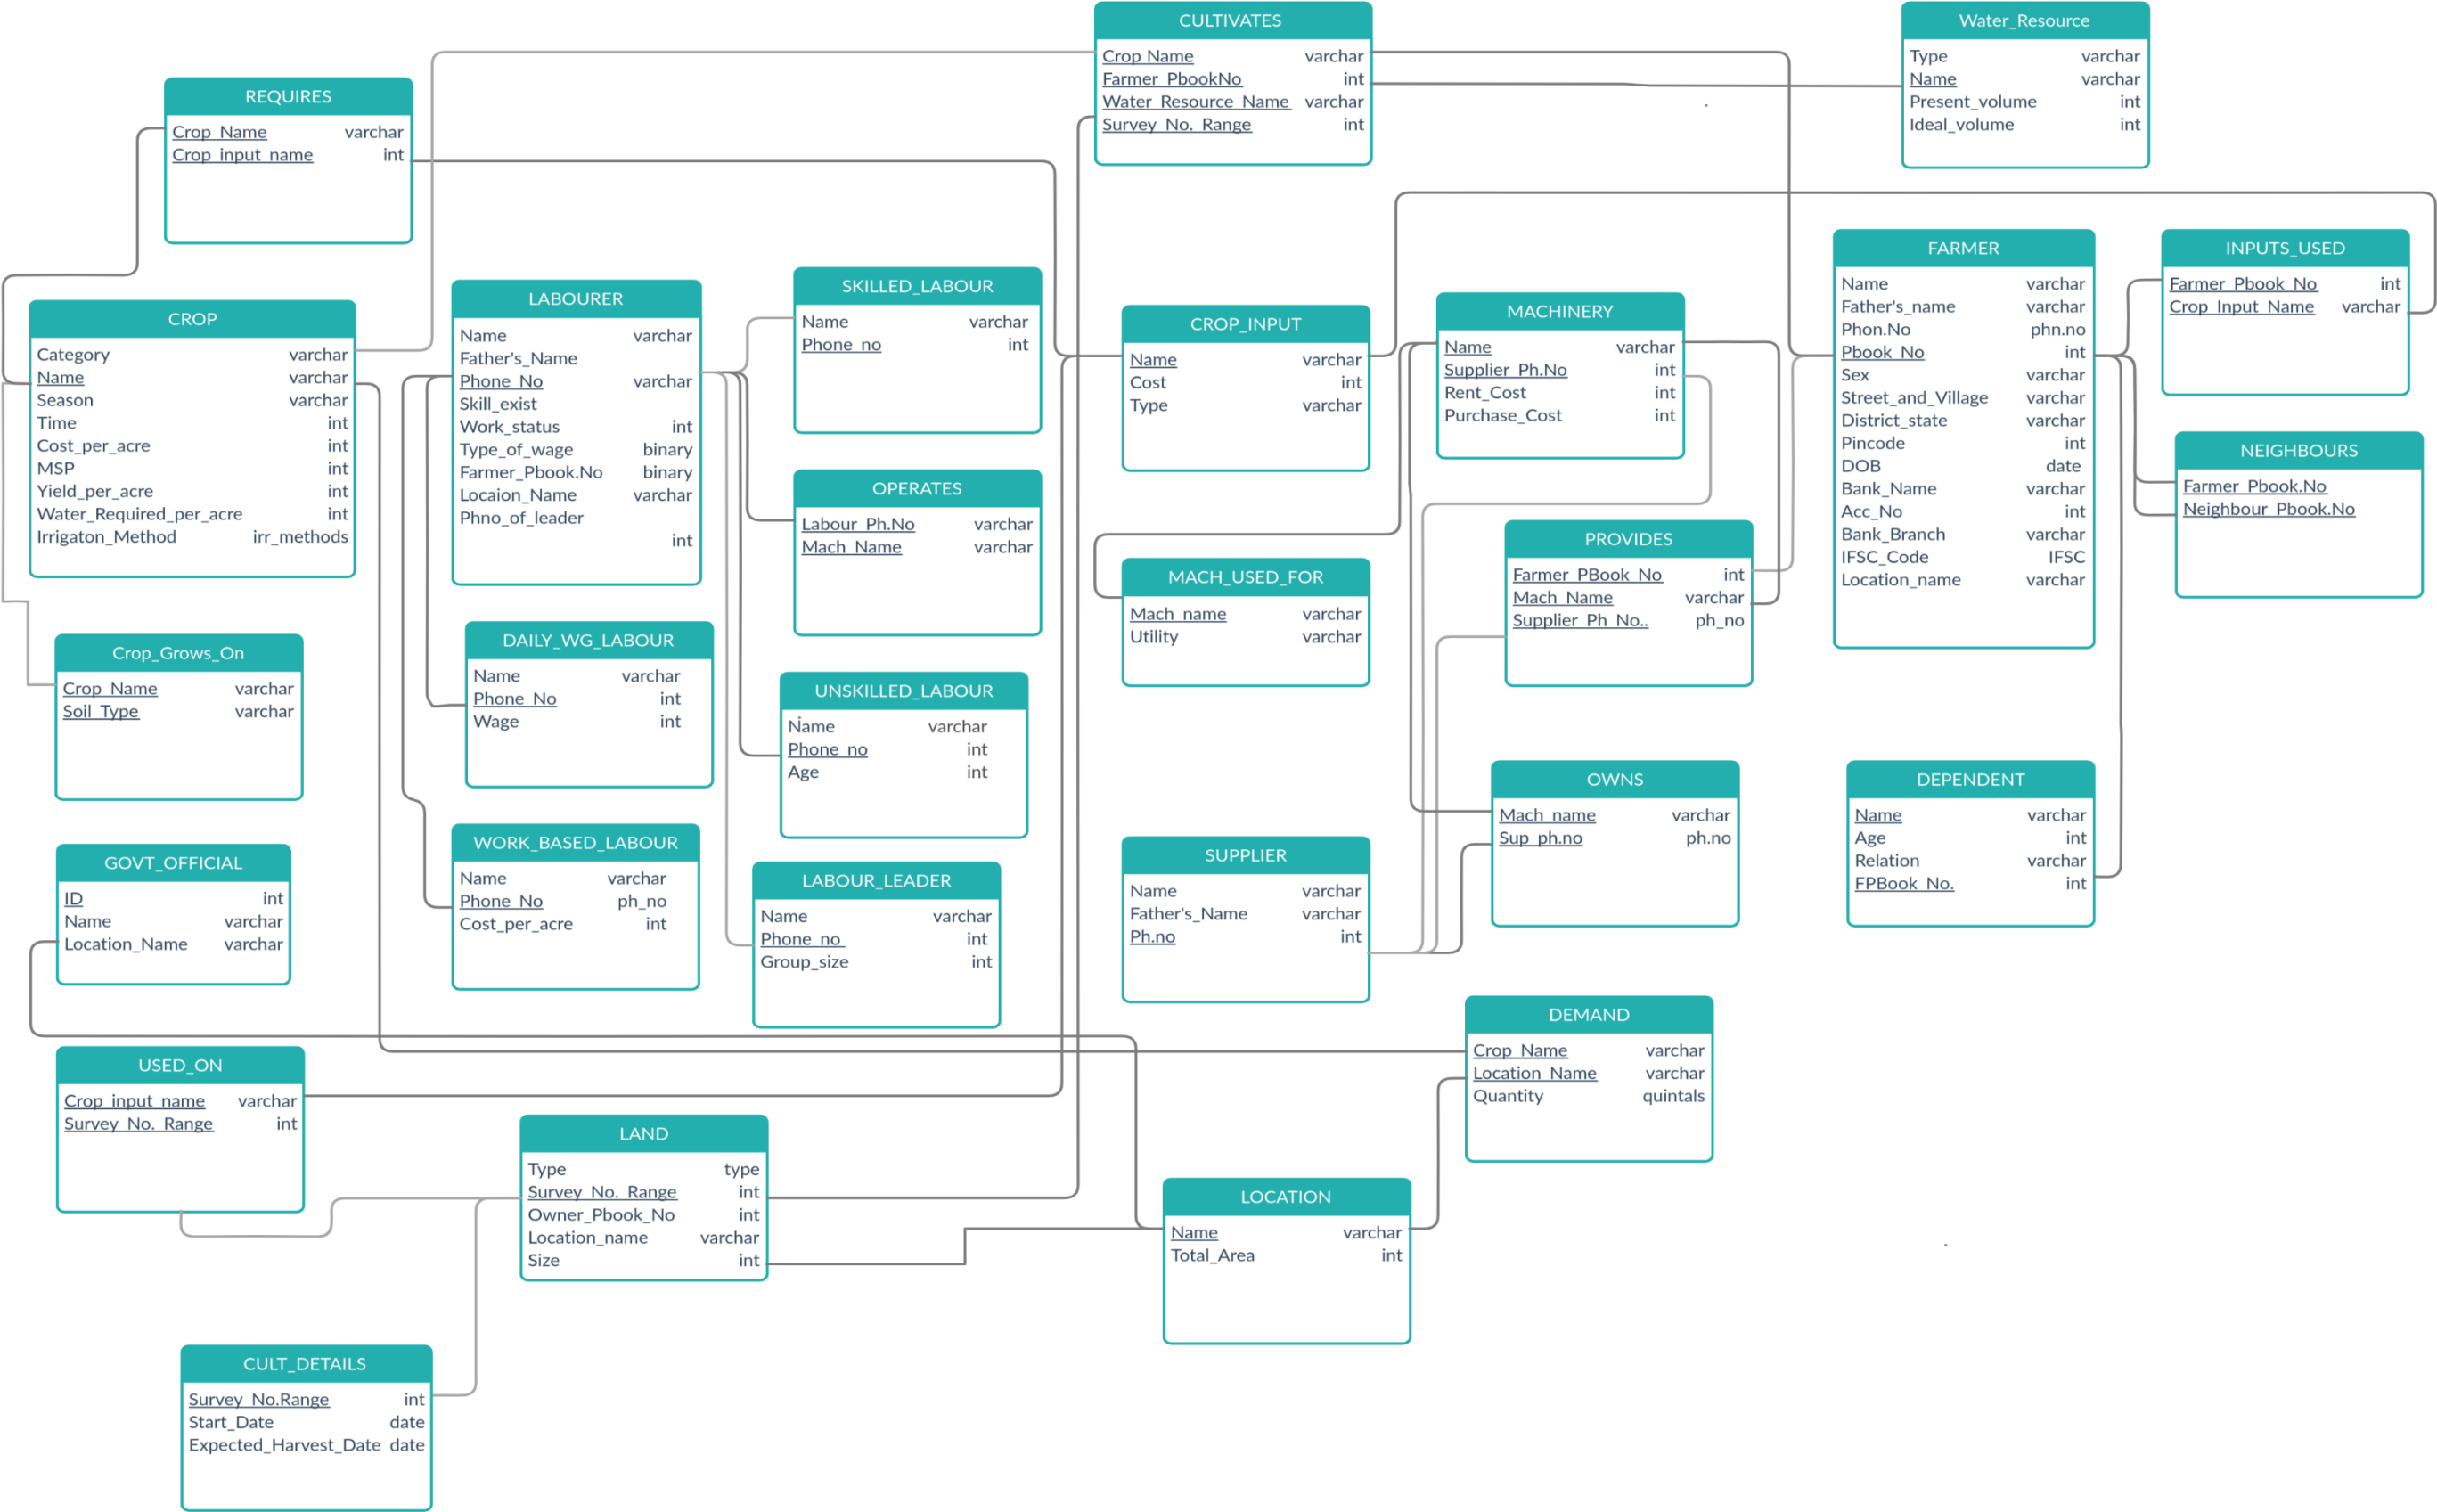 CULTIVATES
Crop Name varchar
Farmer_PbookNo int
Water_Resource_Name varchar
Survey_No._Range int
Water_Resource
Type varchar
Name varchar
Present_volume int
Ideal_volume int
REQUIRES
Crop_Name varchar
Crop_input_name int
CROP
Category varchar
Name varchar
Season varchar
Time int
Cost_per_acre int
MSP int
Yield_per_acre int
Water_Required_per_acre int
Irrigaton_Method irr_methods
LABOURER
Name varchar
Father's_Name
Phone_No varchar
Skill_exist
Work_status int
Type_of_wage binary
Farmer_Pbook.No binary
Locaion_Name varchar
Phno_of_leader
int
SKILLED_LABOUR
Name varchar
Phone_no int
CROP_INPUT
Name varchar
Cost int
Type varchar
MACHINERY
Name varchar
Supplier_Ph.No int
Rent_Cost int
Purchase_Cost int
FARMER
Name varchar
Father's_name varchar
Phon.No phn.no
Pbook_No int
Sex varchar
Street_and_Village varchar
District_state varchar
Pincode int
DOB date
Bank_Name varchar
Acc_No int
Bank_Branch varchar
IFSC_Code IFSC
Location_name varchar
INPUTS_USED
Farmer_Pbook_No int
Crop_Input_Name varchar
NEIGHBOURS
Farmer_Pbook.No
Neighbour_Pbook.No
OPERATES
Labour_Ph.No varchar
Mach_Name varchar
MACH_USED_FOR
Mach_name varchar
Utility varchar
PROVIDES
Farmer_PBook_No int
Mach_Name varchar
Supplier_Ph_No.. ph_no
Crop_Grows_On
Crop_Name varchar
Soil_Type varchar
DAILY_WG_LABOUR
Name varchar
Phone_No int
Wage int
UNSKILLED_LABOUR
Name varchar
Phone_no int
Age int
OWNS
Mach_name varchar
Sup_ph.no ph.no
DEPENDENT
Name varchar
Age int
Relation varchar
FPBook_No. int
GOVT_OFFICIAL
ID int
Name varchar
Location_Name varchar
WORK_BASED_LABOUR
Name varchar
Phone_No ph_no
Cost_per_acre int
LABOUR_LEADER
Name varchar
Phone_no int
Group_size int
SUPPLIER
Name varchar
Father's_Name varchar
Ph.no int
DEMAND
Crop_Name varchar
Location_Name varchar
Quantity quintals
USED_ON
Crop_input_name varchar
Survey_No._Range int
LAND
Type type
Survey_No._Range int
Owner_Pbook_No int
Location_name varchar
Size int
LOCATION
Name varchar
Total_Area int
CULT_DETAILS
Survey_No.Range int
Start_Date date
Expected_Harvest_Date date